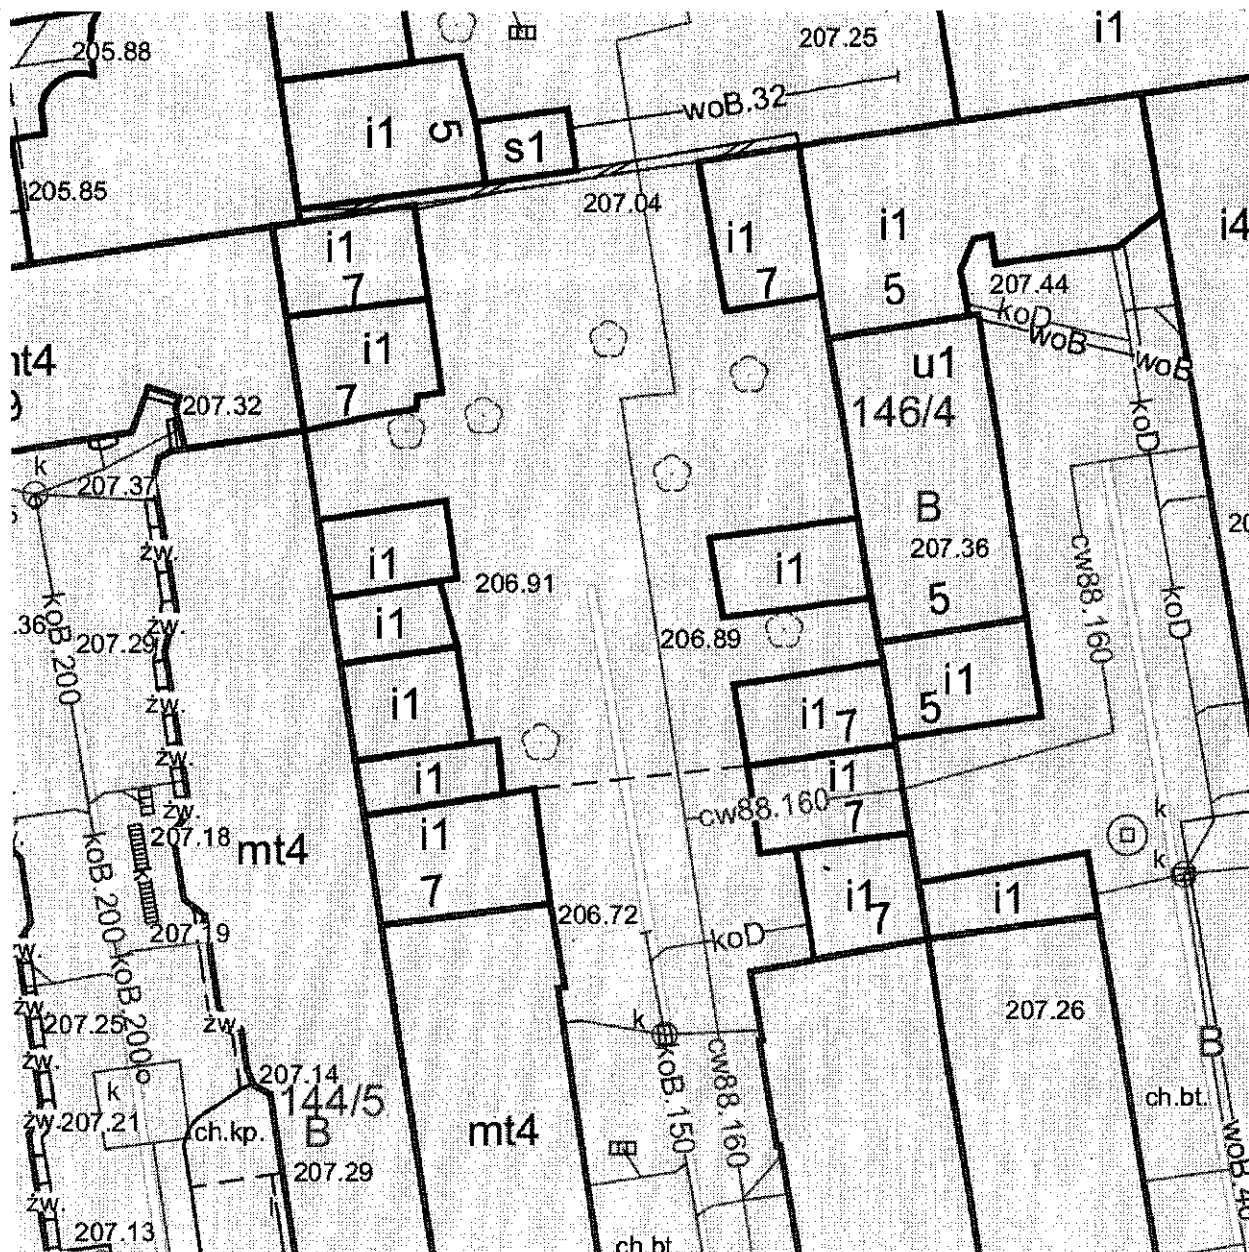 205.88
207.25
i1
woB.32
i1
5
s1
205.85
207.04
i1
7
i1
7
i1
5
i4
207.44
koD
woB
woB
i1
7
nt4
207.32
u1
146/4
koD
k
207.37
B
207.36
5
żw.
i1
206.91
i1
cw88.160
koB.200
.36
207.29
żw.
i1
206.89
koD
i1
żw.
i1
7
i1
5
żw.
i1
i1
7
cw88.160
żw.
207.18
mt4
k
i1
7
k
koB.200
k
207.19
206.72
koD
i1
7
i1
żw.
koB.200
żw.
207.25
żw.
k
207.26
B
żw.
207.14
koB.150
cw88.160
k
144/5
ch.bt.
żw.
207.21
ch.kp.
B
mt4
woB.40
207.29
żw.
207.13
ch.bt.